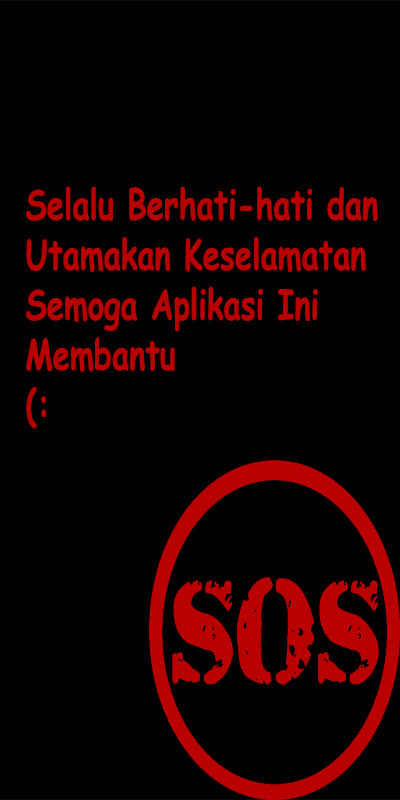 Selalu Berhati-hati dan
Utamakan Keselamatan
Semoga Aplikasi Ini
Membantu
(:
SOS